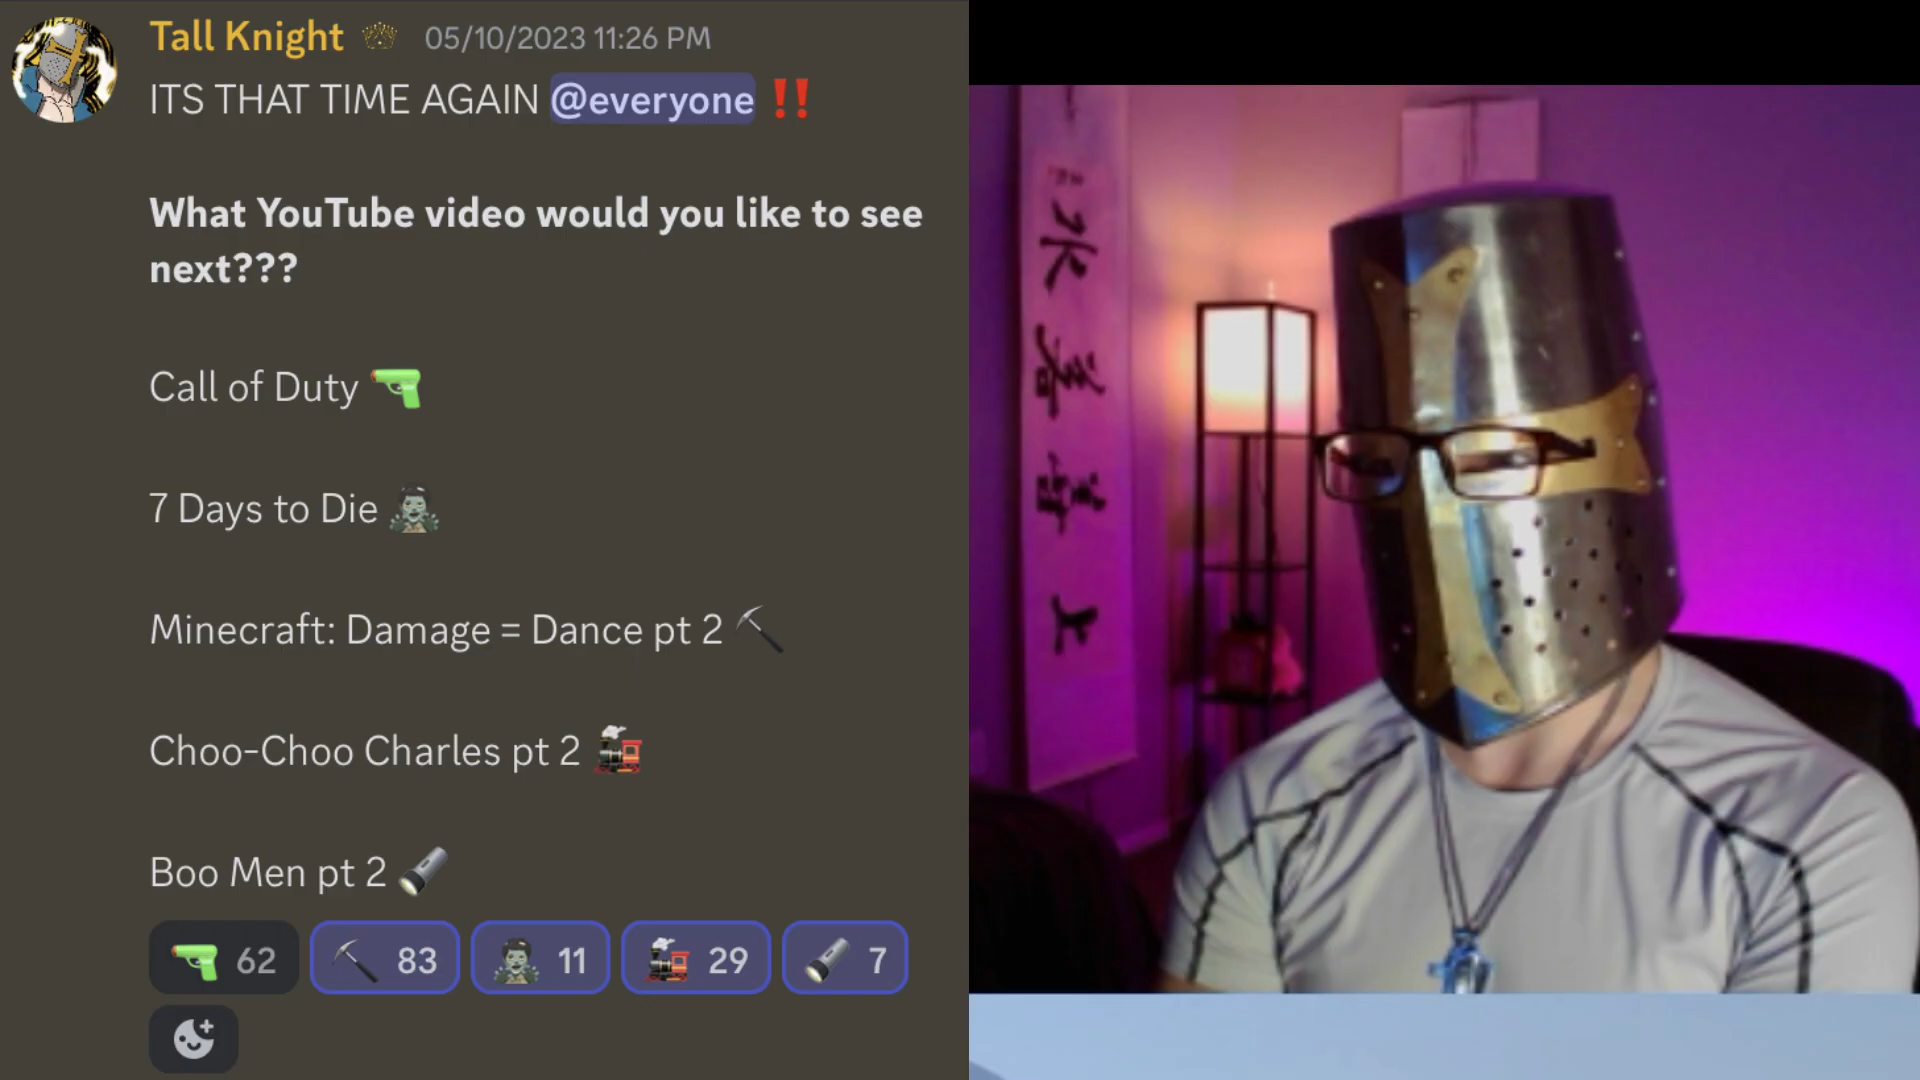 Tall Knight 05/10/2023 11:26 PM
ITS THAT TIME AGAIN @everyone ‼️
What YouTube video would you like to see
next???
Call of Duty 🔫
7 Days to Die 🧟
Minecraft: Damage = Dance pt 2 ⛏️
Choo-Choo Charles pt 2 🚂
Boo Men pt 2 🔦
🔫 62 ⛏️ 83 🧟 11 🚂 29 🔦 7
水
上